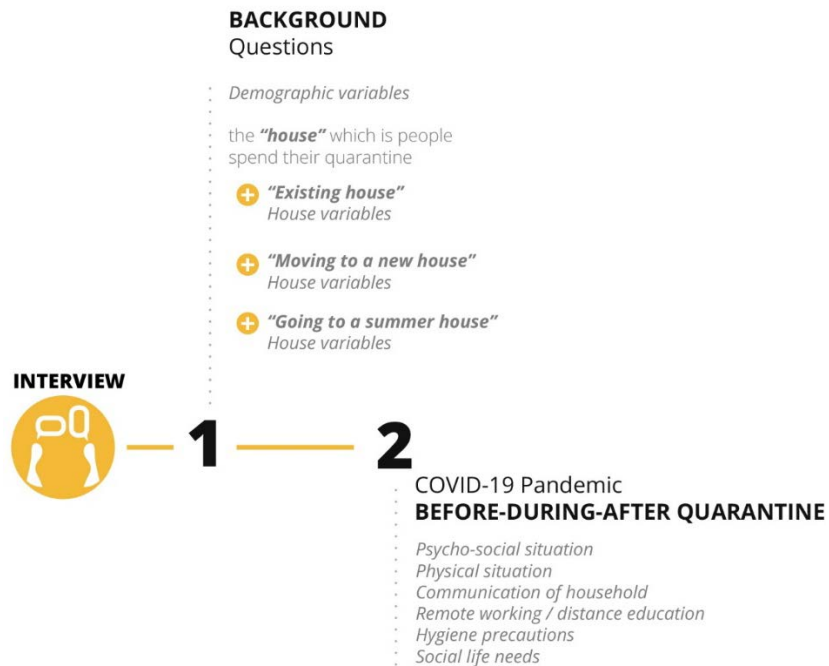 BACKGROUND
Questions
Demographic variables
the “house” which is people
spend their quarantine
“Existing house”
House variables
“Moving to a new house”
House variables
“Going to a summer house”
House variables
INTERVIEW
1
2
COVID-19 Pandemic
BEFORE-DURING-AFTER QUARANTINE
Psycho-social situation
Physical situation
Communication of household
Remote working / distance education
Hygiene precautions
Social life needs